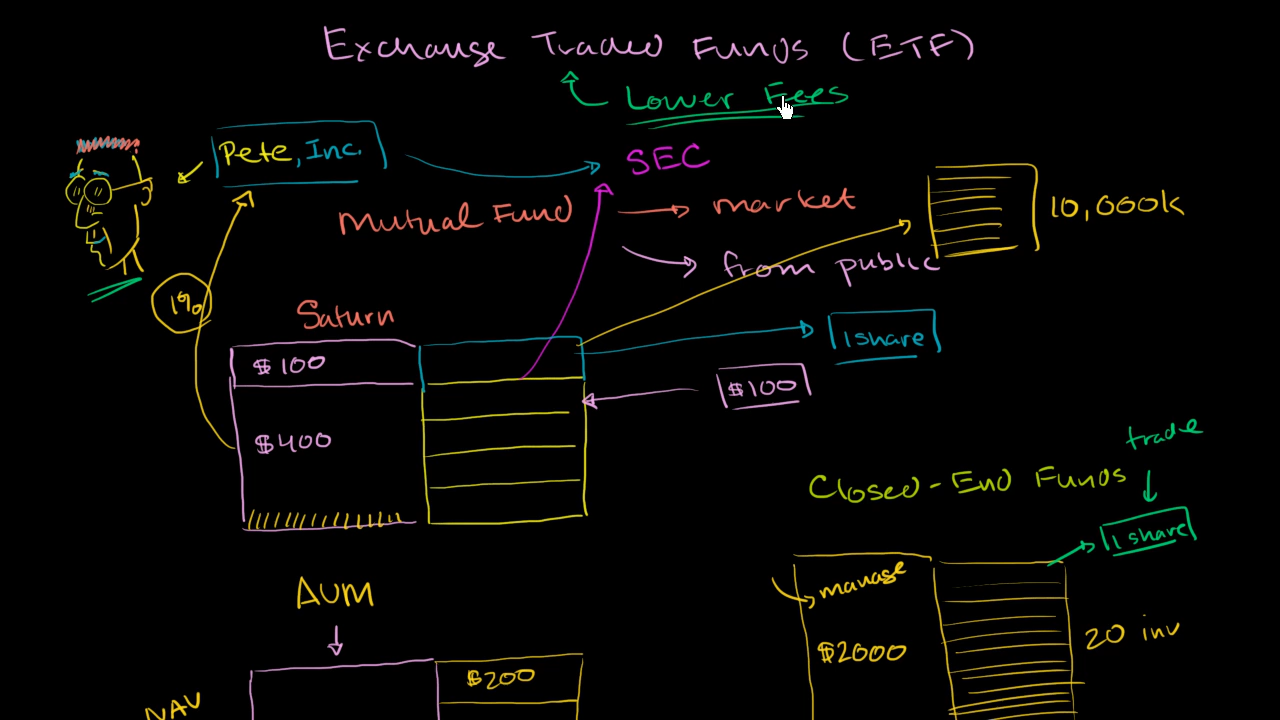 Exchange Traded Funds (ETF)
Lower Fees
Pete, Inc.
SEC
Mutual Fund
market
10,000k
from public
1%
Saturn
$100
1 share
$100
$400
trade
Closed-End Funds
1 share
AUM
manage
$2000
20 inv
$200
NAV